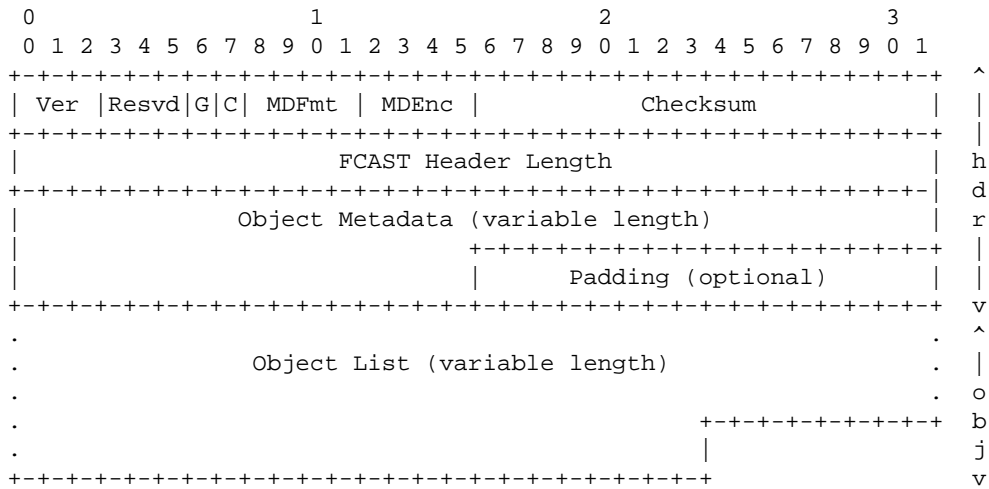 0                   1                   2                   3
 0 1 2 3 4 5 6 7 8 9 0 1 2 3 4 5 6 7 8 9 0 1 2 3 4 5 6 7 8 9 0 1
+-+-+-+-+-+-+-+-+-+-+-+-+-+-+-+-+-+-+-+-+-+-+-+-+-+-+-+-+-+-+-+-+  ^
| Ver |Resvd|G|C| MDFmt | MDEnc |           Checksum            |  |
+-+-+-+-+-+-+-+-+-+-+-+-+-+-+-+-+-+-+-+-+-+-+-+-+-+-+-+-+-+-+-+-+  |
|                      FCAST Header Length                      |  h
+-+-+-+-+-+-+-+-+-+-+-+-+-+-+-+-+-+-+-+-+-+-+-+-+-+-+-+-+-+-+-+-|  d
|               Object Metadata (variable length)               |  r
|                               +-+-+-+-+-+-+-+-+-+-+-+-+-+-+-+-+  |
|                               |      Padding (optional)       |  |
+-+-+-+-+-+-+-+-+-+-+-+-+-+-+-+-+-+-+-+-+-+-+-+-+-+-+-+-+-+-+-+-+  v
.                                                               .  ^
.                Object List (variable length)                  .  |
.                                                               .  o
.                                               +-+-+-+-+-+-+-+-+  b
.                                               |                  j
+-+-+-+-+-+-+-+-+-+-+-+-+-+-+-+-+-+-+-+-+-+-+-+-+                  v